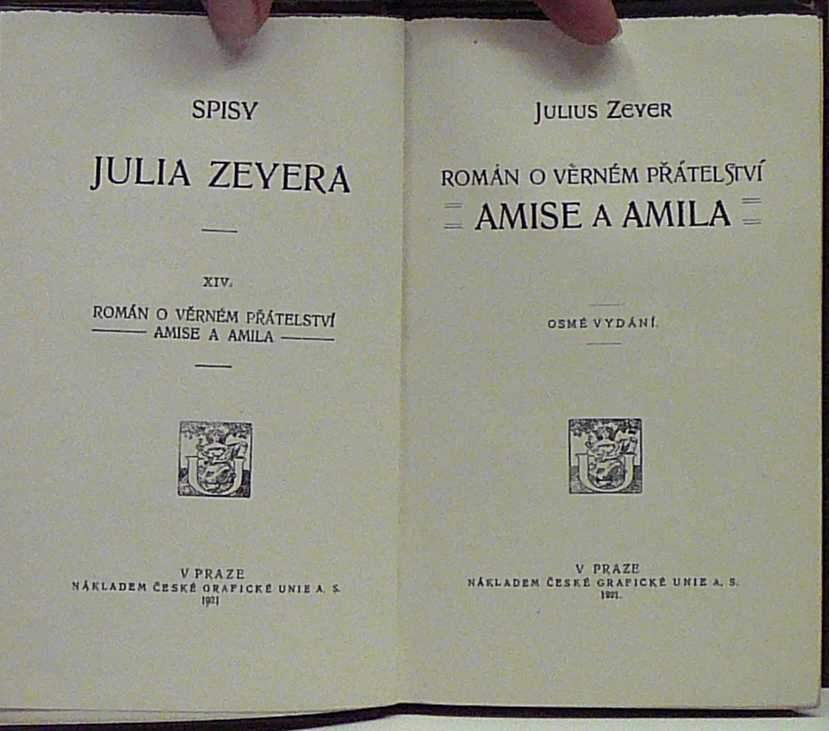 SPISY
JULIA ZEYERA
XIV.
ROMÁN O VĚRNÉM PŘÁTELSTVÍ
AMISE A AMILA
V PRAZE
NÁKLADEM ČESKÉ GRAFICKÉ UNIE A. S.
1921
JULIUS ZEYER
ROMÁN O VĚRNÉM PŘÁTELSTVÍ
AMISE A AMILA
OSMÉ VYDÁNÍ.
V PRAZE
NÁKLADEM ČESKÉ GRAFICKÉ UNIE A. S.
1921.